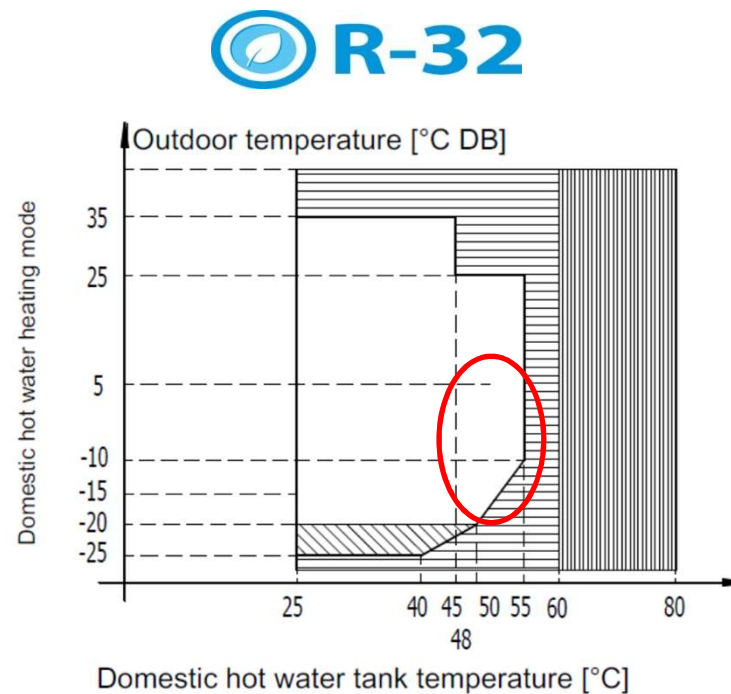 R-32
Outdoor temperature [°C DB]
Domestic hot water heating mode
35
25
5
-10
-15
-20
-25
25 40 45 50 55 60 80
48
Domestic hot water tank temperature [°C]